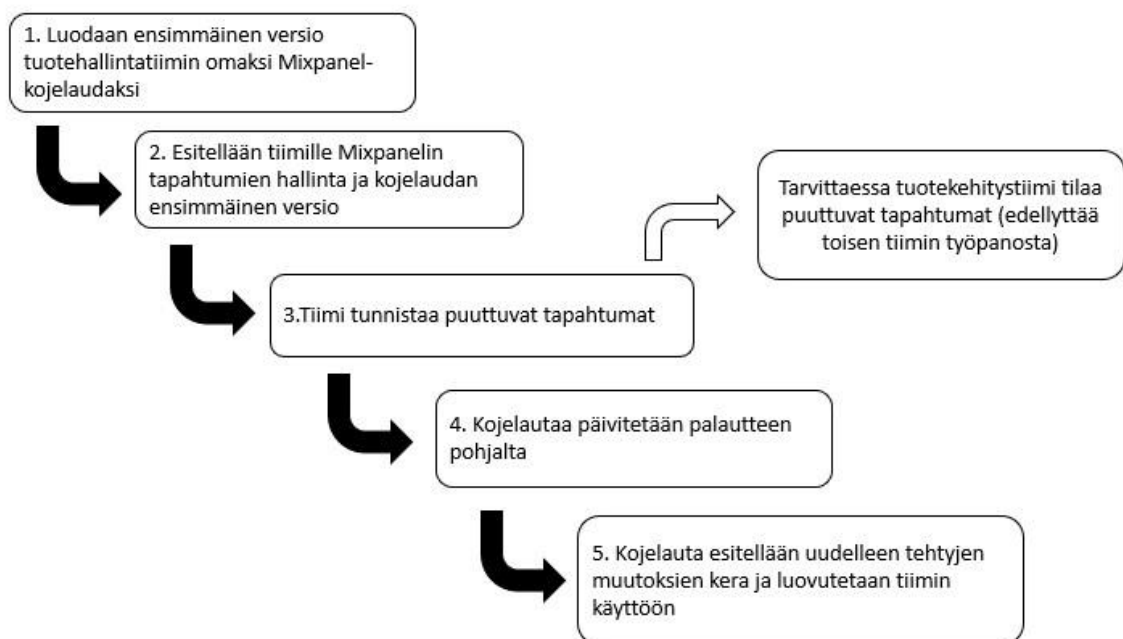 1. Luodaan ensimmäinen versio
tuotehallintatiimin omaksi Mixpanel-
kojelaudaksi
2. Esitellään tiimille Mixpanelin
tapahtumien hallinta ja kojelaudan
ensimmäinen versio
Tarvittaessa tuotekehitystiimi tilaa
puuttuvat tapahtumat (edellyttää
toisen tiimin työpanosta)
3.Tiimi tunnistaa puuttuvat tapahtumat
4. Kojelautaa päivitetään palautteen
pohjalta
5. Kojelauta esitellään uudelleen tehtyjen
muutoksien kera ja luovutetaan tiimin
käyttöön